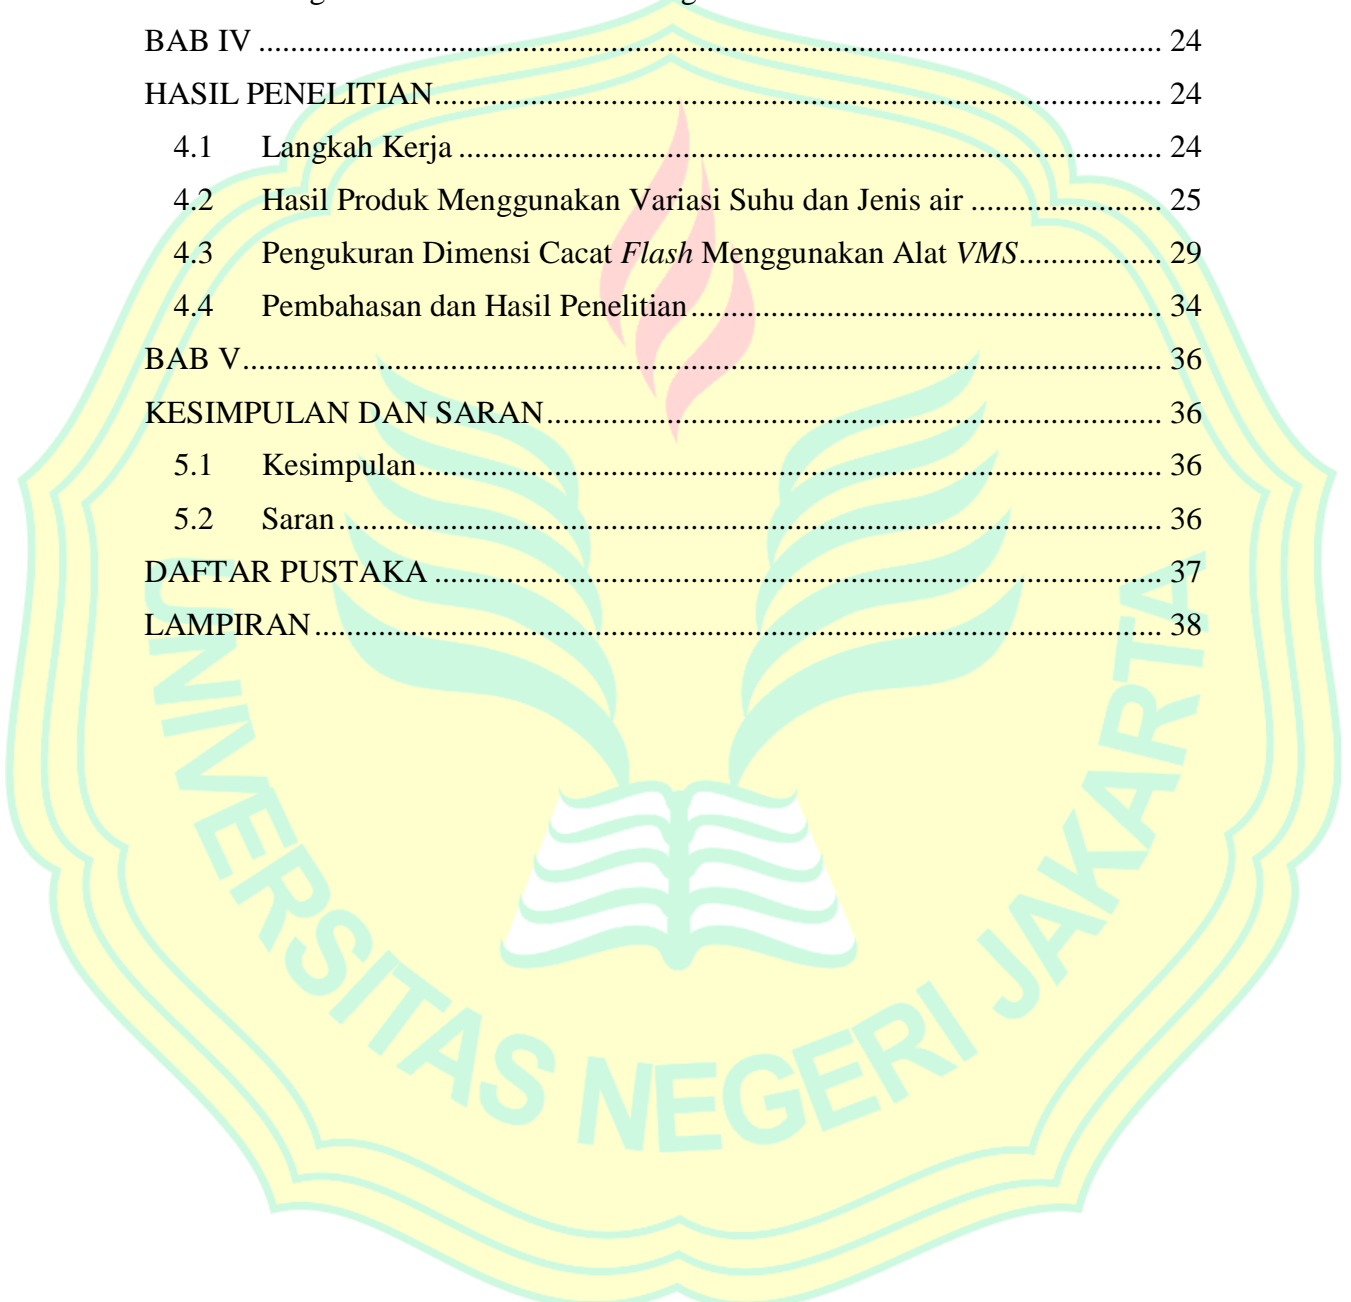 BAB IV ........................................................................................................... 24
HASIL PENELITIAN ..................................................................................... 24
4.1 Langkah Kerja ................................................................................... 24
4.2 Hasil Produk Menggunakan Variasi Suhu dan Jenis air ........................ 25
4.3 Pengukuran Dimensi Cacat Flash Menggunakan Alat VMS .................. 29
4.4 Pembahasan dan Hasil Penelitian ....................................................... 34
BAB V ............................................................................................................ 36
KESIMPULAN DAN SARAN ......................................................................... 36
5.1 Kesimpulan ....................................................................................... 36
5.2 Saran ................................................................................................. 36
DAFTAR PUSTAKA ...................................................................................... 37
LAMPIRAN .................................................................................................... 38
UNIVERSITAS NEGERI JAKARTA